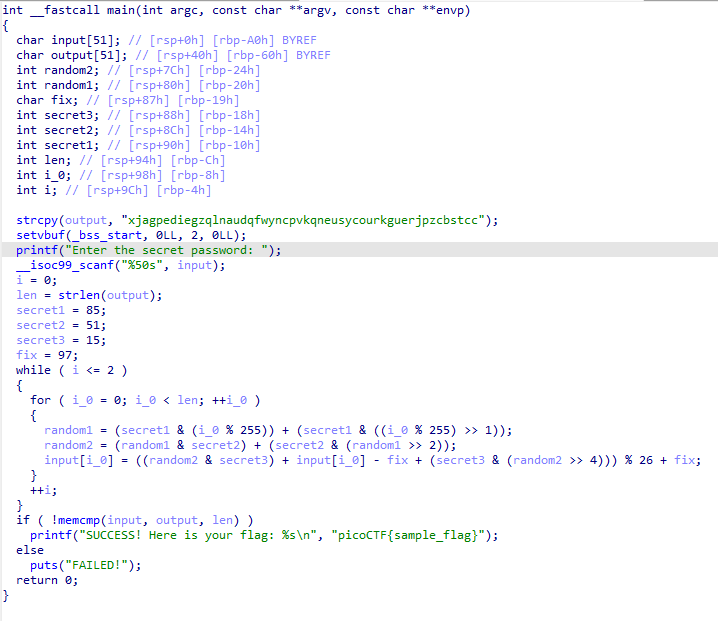 int __fastcall main(int argc, const char **argv, const char **envp)
{
  char input[51]; // [rsp+0h] [rbp-A0h] BYREF
  char output[51]; // [rsp+40h] [rbp-60h] BYREF
  int random2; // [rsp+7Ch] [rbp-24h]
  int random1; // [rsp+80h] [rbp-20h]
  char fix; // [rsp+87h] [rbp-19h]
  int secret3; // [rsp+88h] [rbp-18h]
  int secret2; // [rsp+8Ch] [rbp-14h]
  int secret1; // [rsp+90h] [rbp-10h]
  int len; // [rsp+94h] [rbp-Ch]
  int i_0; // [rsp+98h] [rbp-8h]
  int i; // [rsp+9Ch] [rbp-4h]

  strcpy(output, "xjagpediegzqlnaudqfwyncpvkqneusycourkguerjpzcbstcc");
  setvbuf(_bss_start, 0LL, 2, 0LL);
  printf("Enter the secret password: ");
  __isoc99_scanf("%50s", input);
  i = 0;
  len = strlen(output);
  secret1 = 85;
  secret2 = 51;
  secret3 = 15;
  fix = 97;
  while ( i <= 2 )
  {
    for ( i_0 = 0; i_0 < len; ++i_0 )
    {
      random1 = (secret1 & (i_0 % 255)) + (secret1 & ((i_0 % 255) >> 1));
      random2 = (random1 & secret2) + (secret2 & (random1 >> 2));
      input[i_0] = ((random2 & secret3) + input[i_0] - fix + (secret3 & (random2 >> 4))) % 26 + fix;
    }
    ++i;
  }
  if ( !memcmp(input, output, len) )
    printf("SUCCESS! Here is your flag: %s\n", "picoCTF{sample_flag}");
  else
    puts("FAILED!");
  return 0;
}